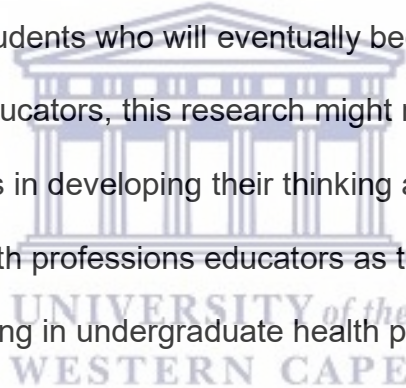 udents who will eventually be
ucators, this research might
s in developing their thinking
th professions educators as t
UNIVERSITY of the
ng in undergraduate health p
WESTERN CAPE